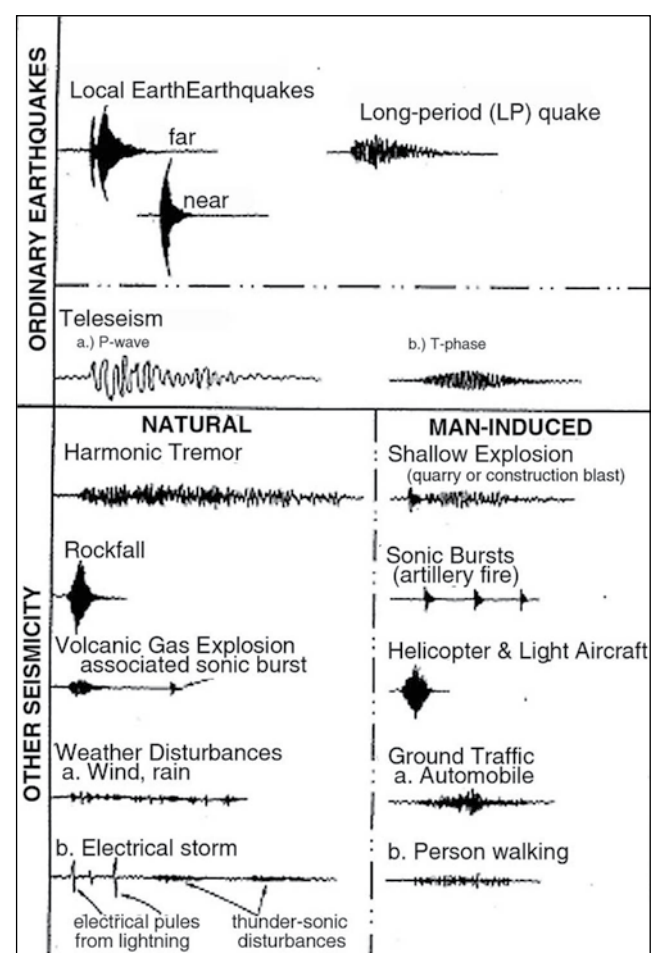 ORDINARY EARTHQUAKES
Local EarthEarthquakes
far
near
Long-period (LP) quake
Teleseism
a.) P-wave
b.) T-phase
OTHER SEISMICITY
NATURAL
Harmonic Tremor
Rockfall
Volcanic Gas Explosion
associated sonic burst
Weather Disturbances
a. Wind, rain
b. Electrical storm
electrical pules
from lightning
thunder-sonic
disturbances
MAN-INDUCED
Shallow Explosion
(quarry or construction blast)
Sonic Bursts
(artillery fire)
Helicopter & Light Aircraft
Ground Traffic
a. Automobile
b. Person walking